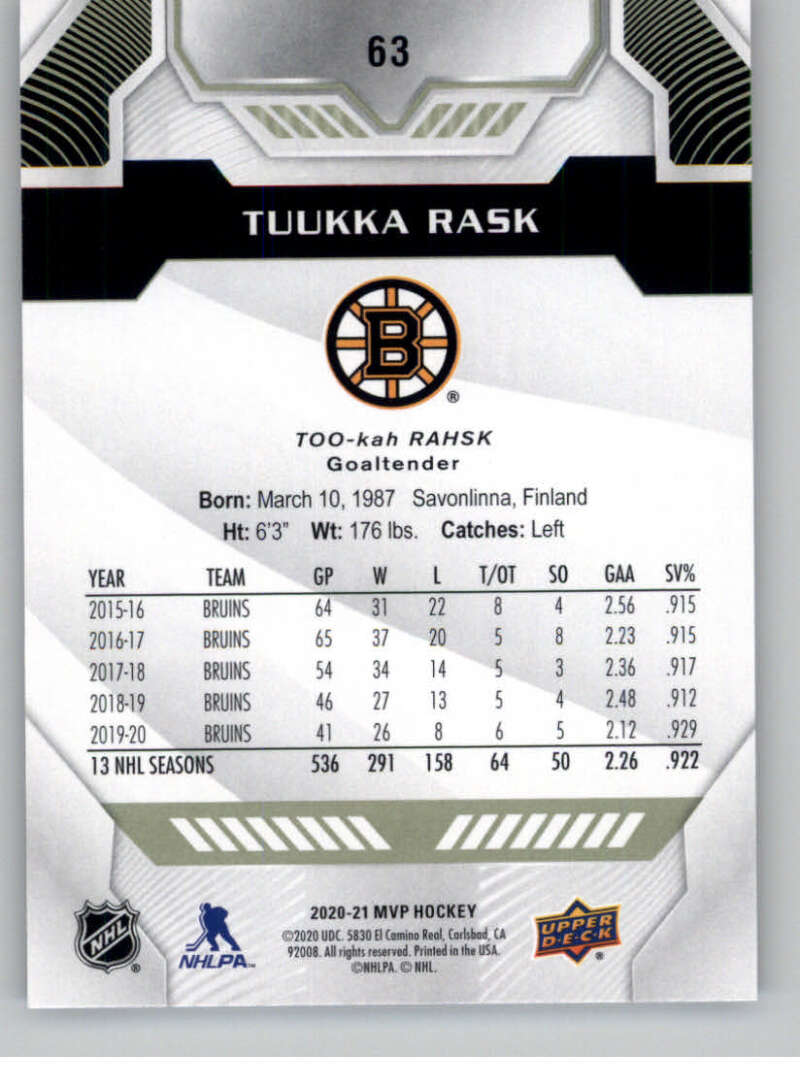 63
TUUKKA RASK
B
®
TOO-kah RAHSK
Goaltender
Born: March 10, 1987 Savonlinna, Finland
Ht: 6'3" Wt: 176 lbs. Catches: Left
YEAR TEAM GP W L T/OT SO GAA SV%
2015-16 BRUINS 64 31 22 8 4 2.56 .915
2016-17 BRUINS 65 37 20 5 8 2.23 .915
2017-18 BRUINS 54 34 14 5 3 2.36 .917
2018-19 BRUINS 46 27 13 5 4 2.48 .912
2019-20 BRUINS 41 26 8 6 5 2.12 .929
13 NHL SEASONS 536 291 158 64 50 2.26 .922
NHL ®
NHLPA™
2020-21 MVP HOCKEY
©2020 UDC. 5830 El Camino Real, Carlsbad, CA
92008. All rights reserved. Printed in the USA.
©NHLPA. © NHL.
UPPER
D·E·C·K
®